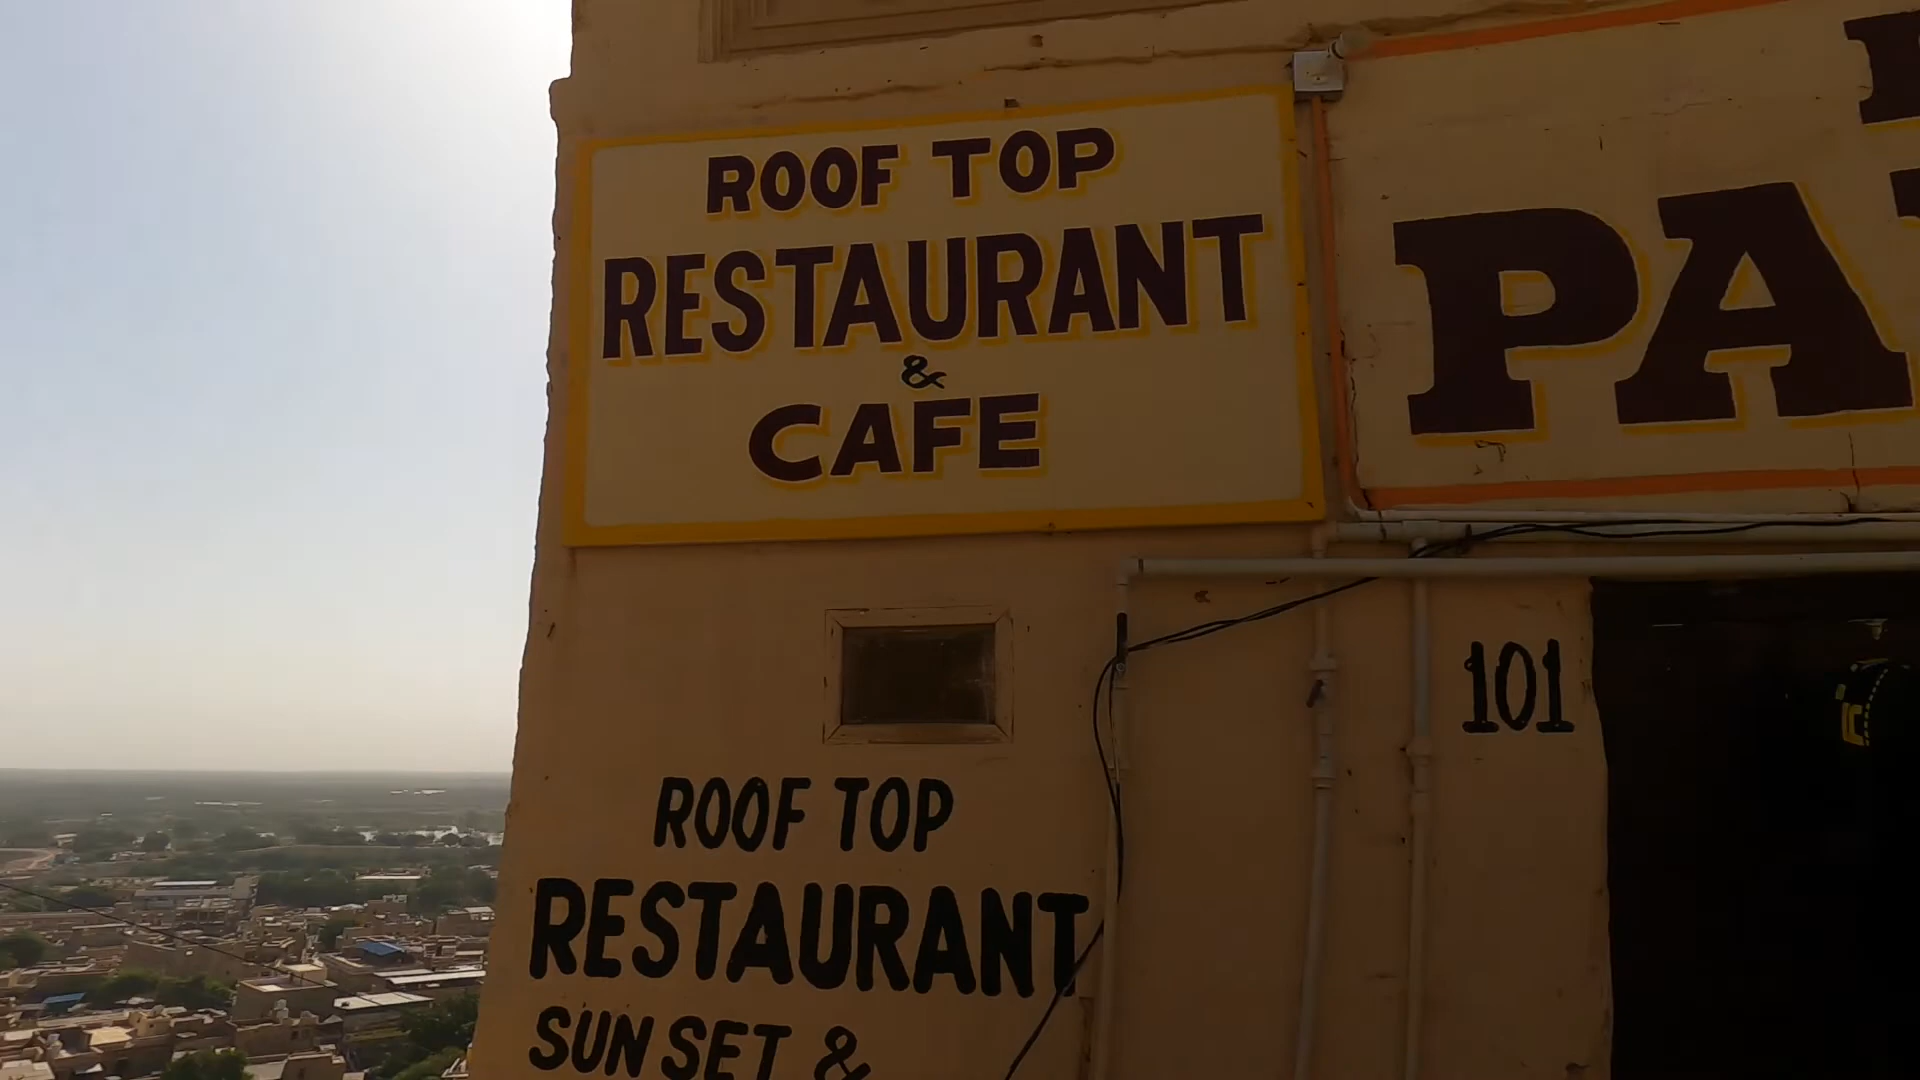 ROOF TOP
RESTAURANT
&
CAFE
PA
101
ROOF TOP
RESTAURANT
SUN SET &